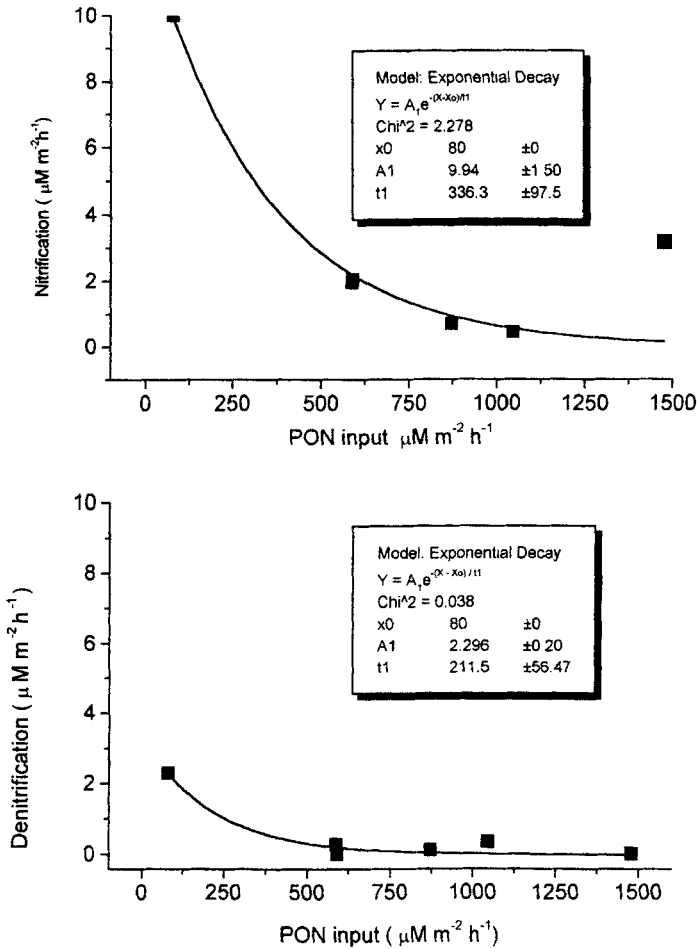 10
8
6
4
2
0
Nitrification ( μM m⁻²h⁻¹)
Model: Exponential Decay
Y = A₁e^-(X-Xo)/t1
Chi^2 = 2.278
x0 80 ±0
A1 9.94 ±1 50
t1 336.3 ±97.5
0 250 500 750 1000 1250 1500
PON input μM m⁻² h⁻¹
10
8
6
4
2
0
Denitrification ( μ M m⁻² h⁻¹)
Model. Exponential Decay
Y = A₁e^-(X - Xo) / t1
Chi^2 = 0.038
x0 80 ±0
A1 2.296 ±0 20
t1 211.5 ±56.47
0 250 500 750 1000 1250 1500
PON input ( μM m⁻² h⁻¹)